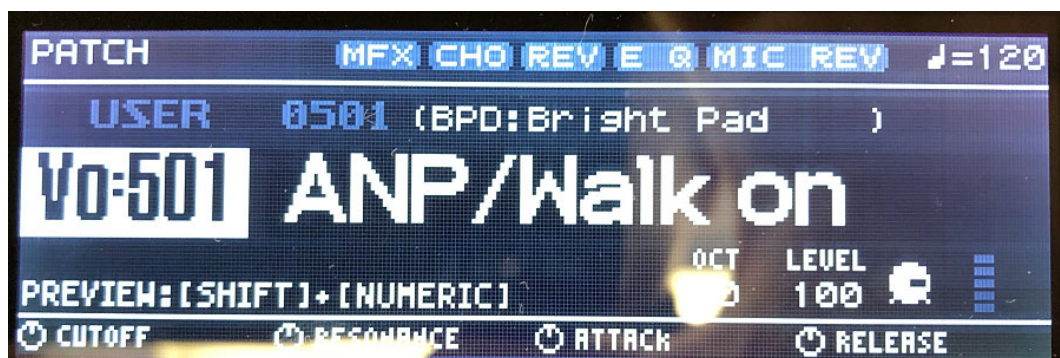 PATCH MFX CHO REV E Q MIC REV ♩=120
USER 0501 (BPD:Bright Pad )
Vo:501 ANP/Walk on
OCT LEVEL
PREVIEW:[SHIFT]+[NUMERIC] 100
CUTOFF RESONANCE ATTACK RELEASE